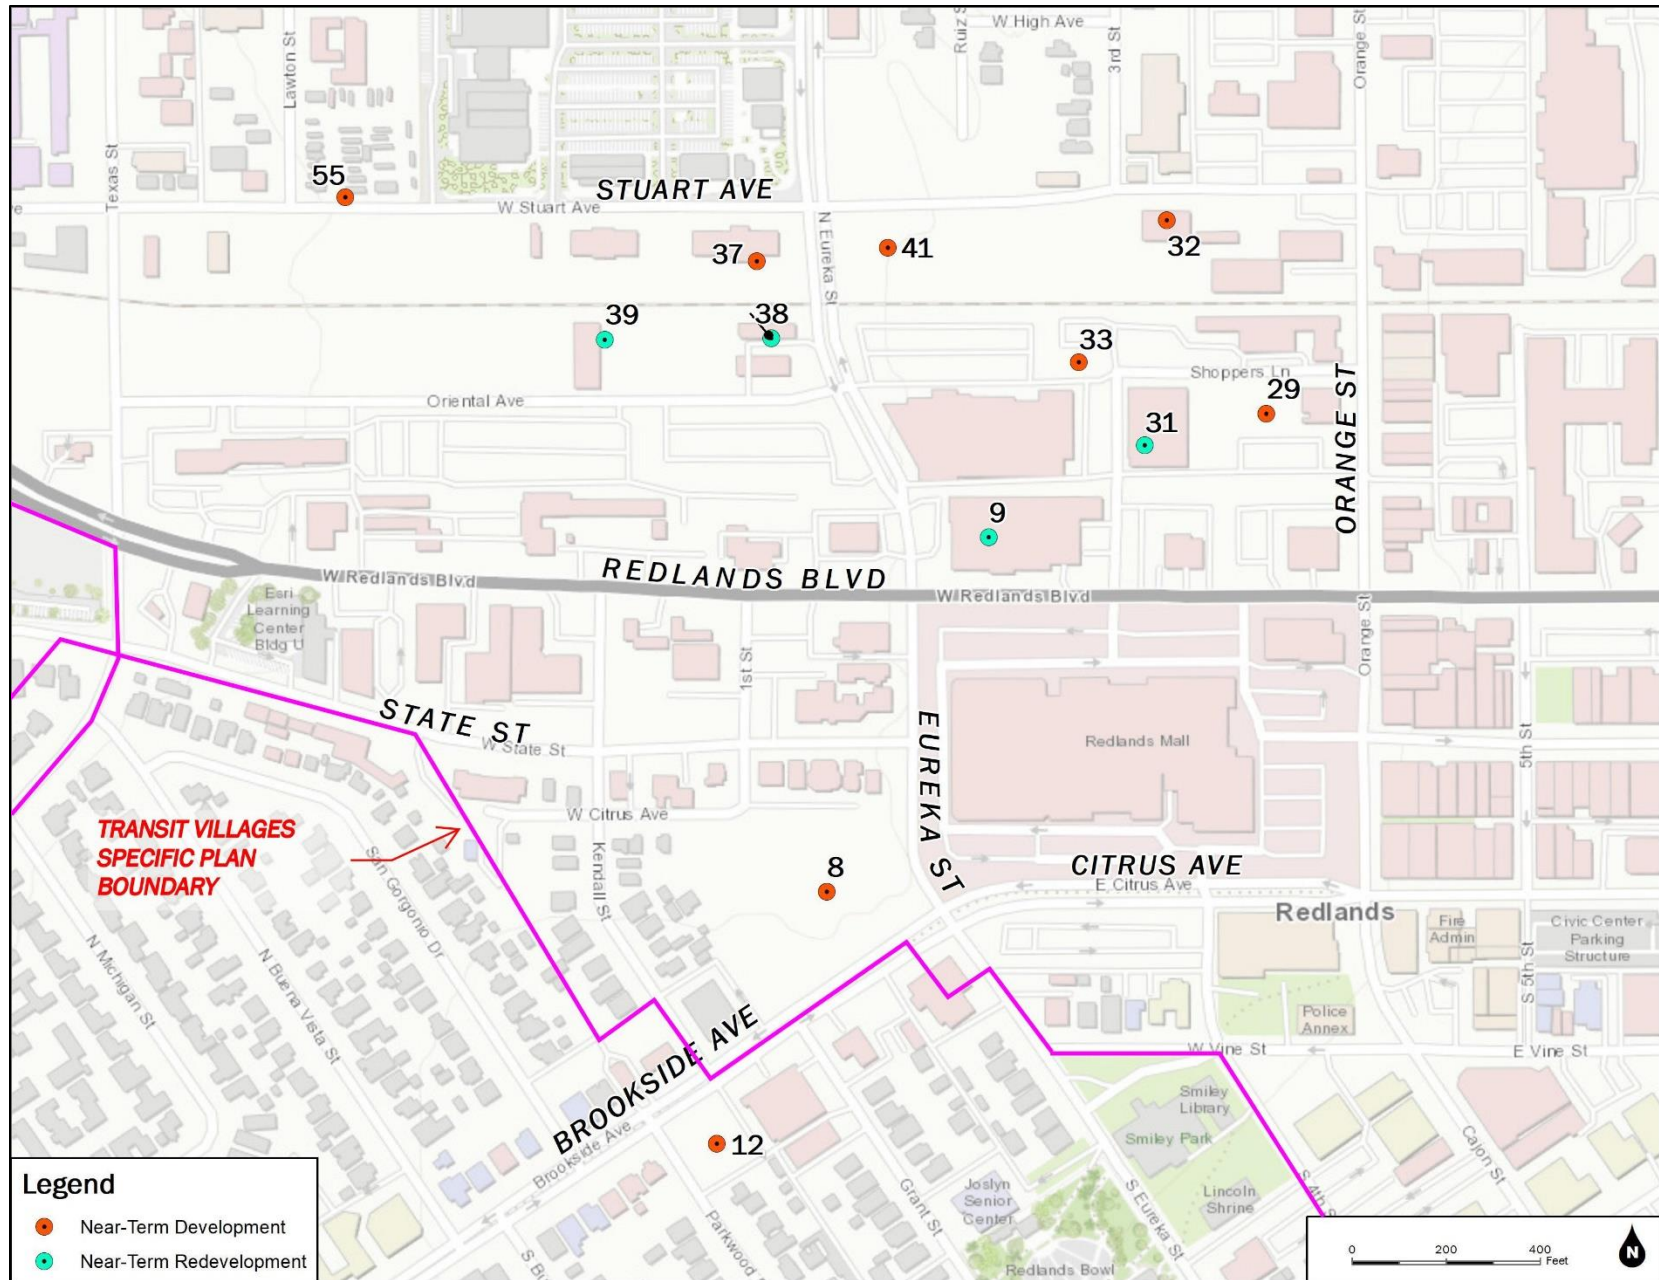 W High Ave
Ruiz S
Lawton St
3rd St
Orange St
Texas St
55
STUART AVE
W Stuart Ave
N Eureka St
37
41
32
39
38
33
Shoppers Ln
29
Oriental Ave
31
ORANGE ST
9
REDLANDS BLVD
W Redlands Blvd
W Redlands Blvd
Esri
Learning
Center
Bldg U
Orange St
1st St
STATE ST
W State St
EUREKA ST
Redlands Mall
5th St
W Citrus Ave
TRANSIT VILLAGES
SPECIFIC PLAN
BOUNDARY
San Gorgonio Dr
Kendall St
8
CITRUS AVE
E Citrus Ave
Redlands
Fire
Admin
Civic Center
Parking
Structure
N Michigan St
N Buena Vista St
S 5th St
Police
Annex
BROOKSIDE AVE
W Vine St
E Vine St
Smiley
Library
Smiley Park
12
Brookside Ave
Cajon St
Grant St
Joslyn
Senior
Center
Lincoln
Shrine
S Eureka St
S 4th
Parkwood
Redlands Bowl
Legend
Near-Term Development
Near-Term Redevelopment
0 200 400
Feet
N